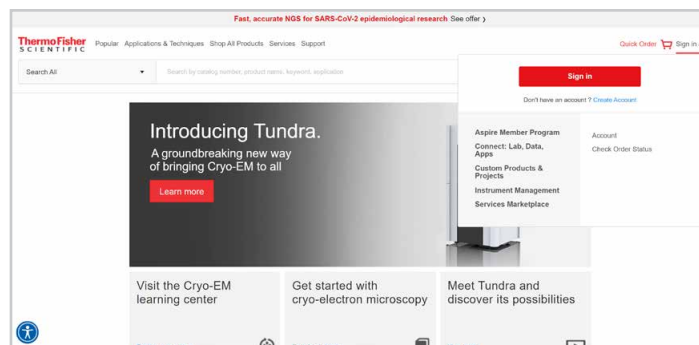 Fast, accurate NGS for SARS-CoV-2 epidemiological research See offer ›
ThermoFisher
SCIENTIFIC
Popular Applications & Techniques Shop All Products Services Support
Quick Order Sign in
Search All
Search by catalog number, product name, keyword, application
Sign in
Don't have an account ? Create Account
Aspire Member Program
Connect: Lab, Data,
Apps
Custom Products &
Projects
Instrument Management
Services Marketplace
Account
Check Order Status
Introducing Tundra.
A groundbreaking new way
of bringing Cryo-EM to all
Learn more
Visit the Cryo-EM
learning center
Get started with
cryo-electron microscopy
Meet Tundra and
discover its possibilities